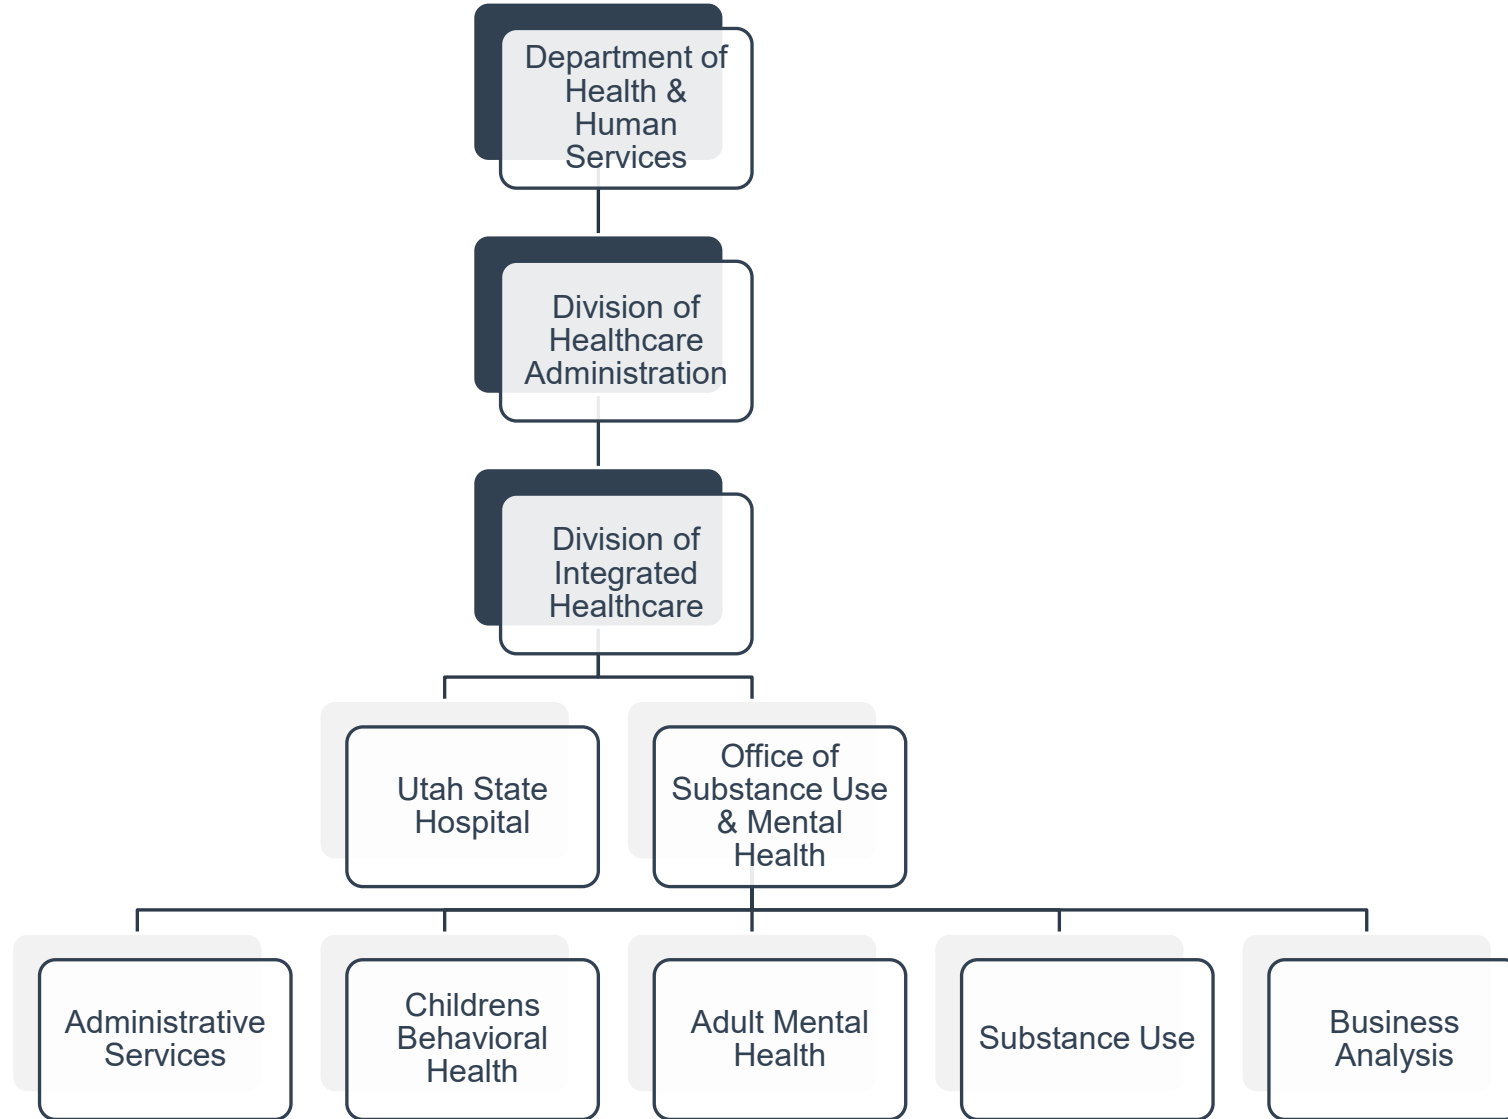 Department of
Health &
Human
Services
Division of
Healthcare
Administration
Division of
Integrated
Healthcare
Utah State
Hospital
Office of
Substance Use
& Mental
Health
Administrative
Services
Childrens
Behavioral
Health
Adult Mental
Health
Substance Use
Business
Analysis